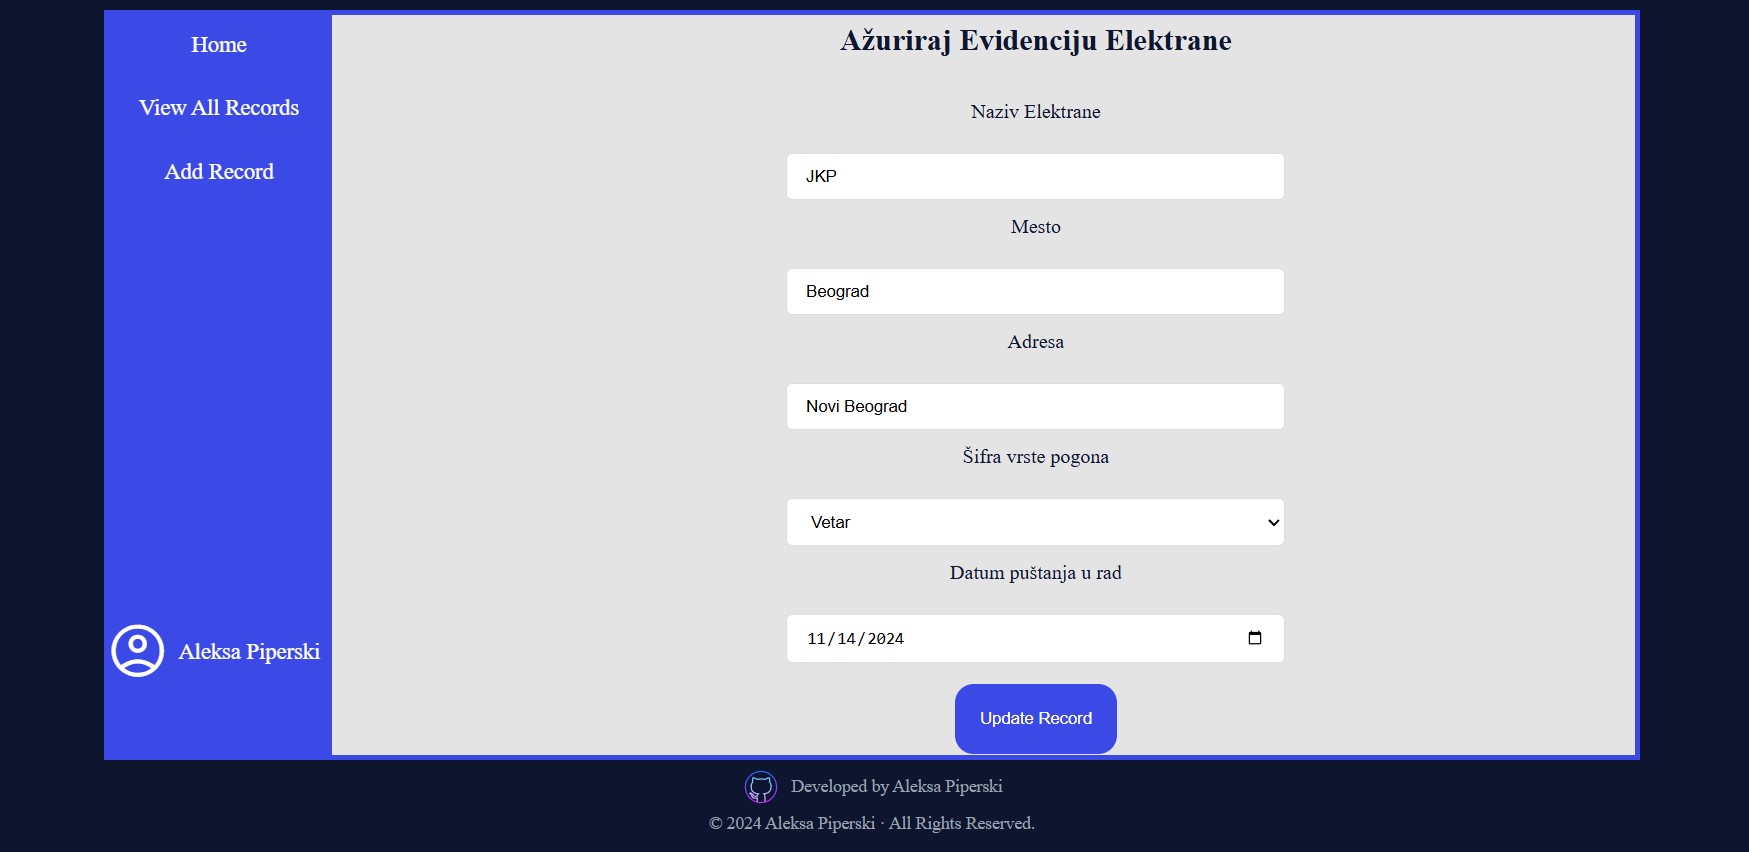 Home
View All Records
Add Record
Aleksa Piperski
Ažuriraj Evidenciju Elektrane
Naziv Elektrane
JKP
Mesto
Beograd
Adresa
Novi Beograd
Šifra vrste pogona
Vetar
Datum puštanja u rad
11/14/2024
Update Record
Developed by Aleksa Piperski
© 2024 Aleksa Piperski · All Rights Reserved.